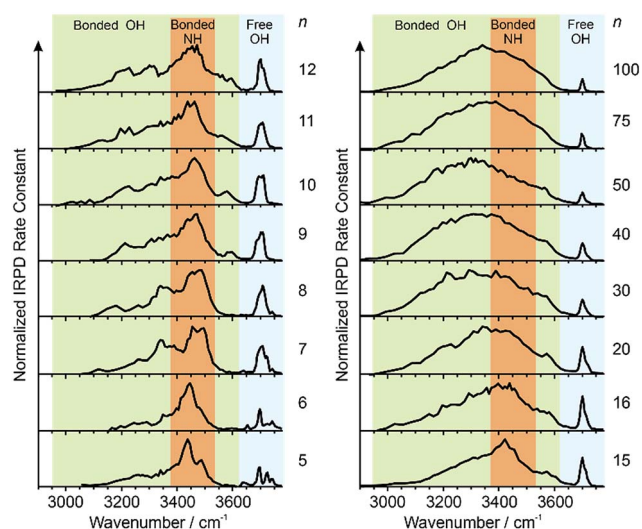 Bonded OH
Bonded
NH
Free
OH
n
12
11
10
9
8
7
6
5
Normalized IRPD Rate Constant
3000
3200
3400
3600
Wavenumber / cm-1
Bonded OH
Bonded
NH
Free
OH
n
100
75
50
40
30
20
16
15
Normalized IRPD Rate Constant
3000
3200
3400
3600
Wavenumber / cm-1